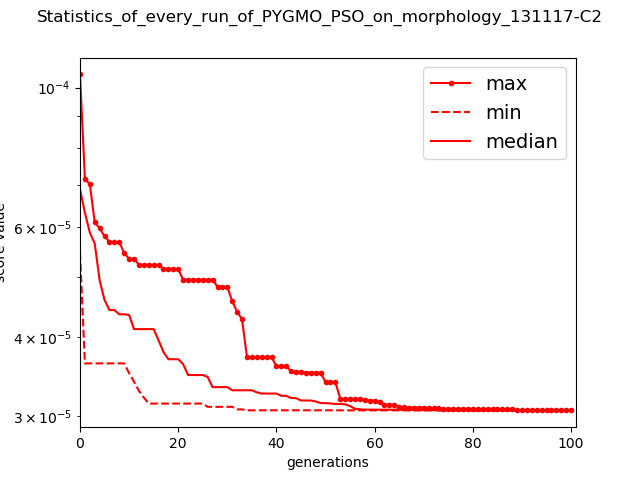 Statistics_of_every_run_of_PYGMO_PSO_on_morphology_131117-C2
max
min
median
10⁻⁴
6 × 10⁻⁵
4 × 10⁻⁵
3 × 10⁻⁵
score value
0 20 40 60 80 100
generations